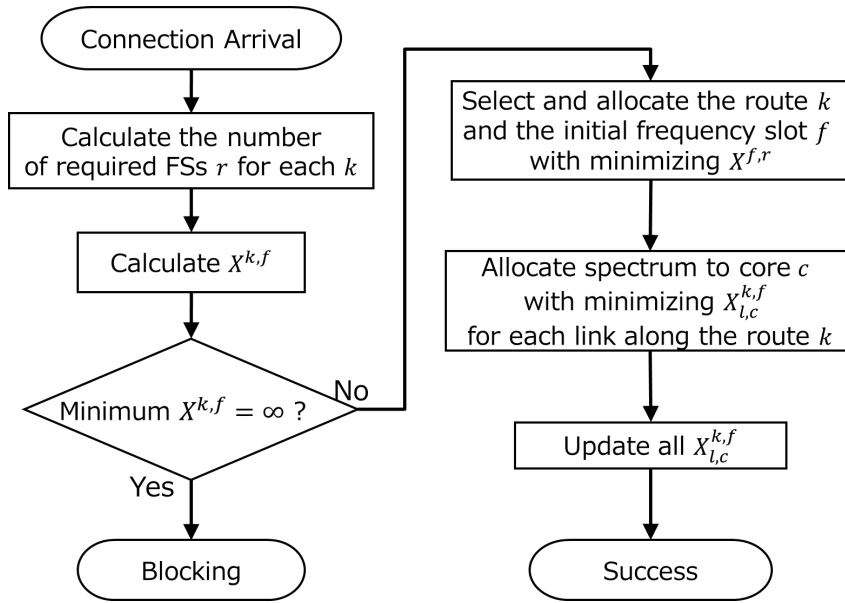 Connection Arrival
Calculate the number
of required FSs r for each k
Calculate X^{k,f}
Minimum X^{k,f} = ∞ ?
No
Yes
Blocking
Select and allocate the route k
and the initial frequency slot f
with minimizing X^{f,r}
Allocate spectrum to core c
with minimizing X_{l,c}^{k,f}
for each link along the route k
Update all X_{l,c}^{k,f}
Success